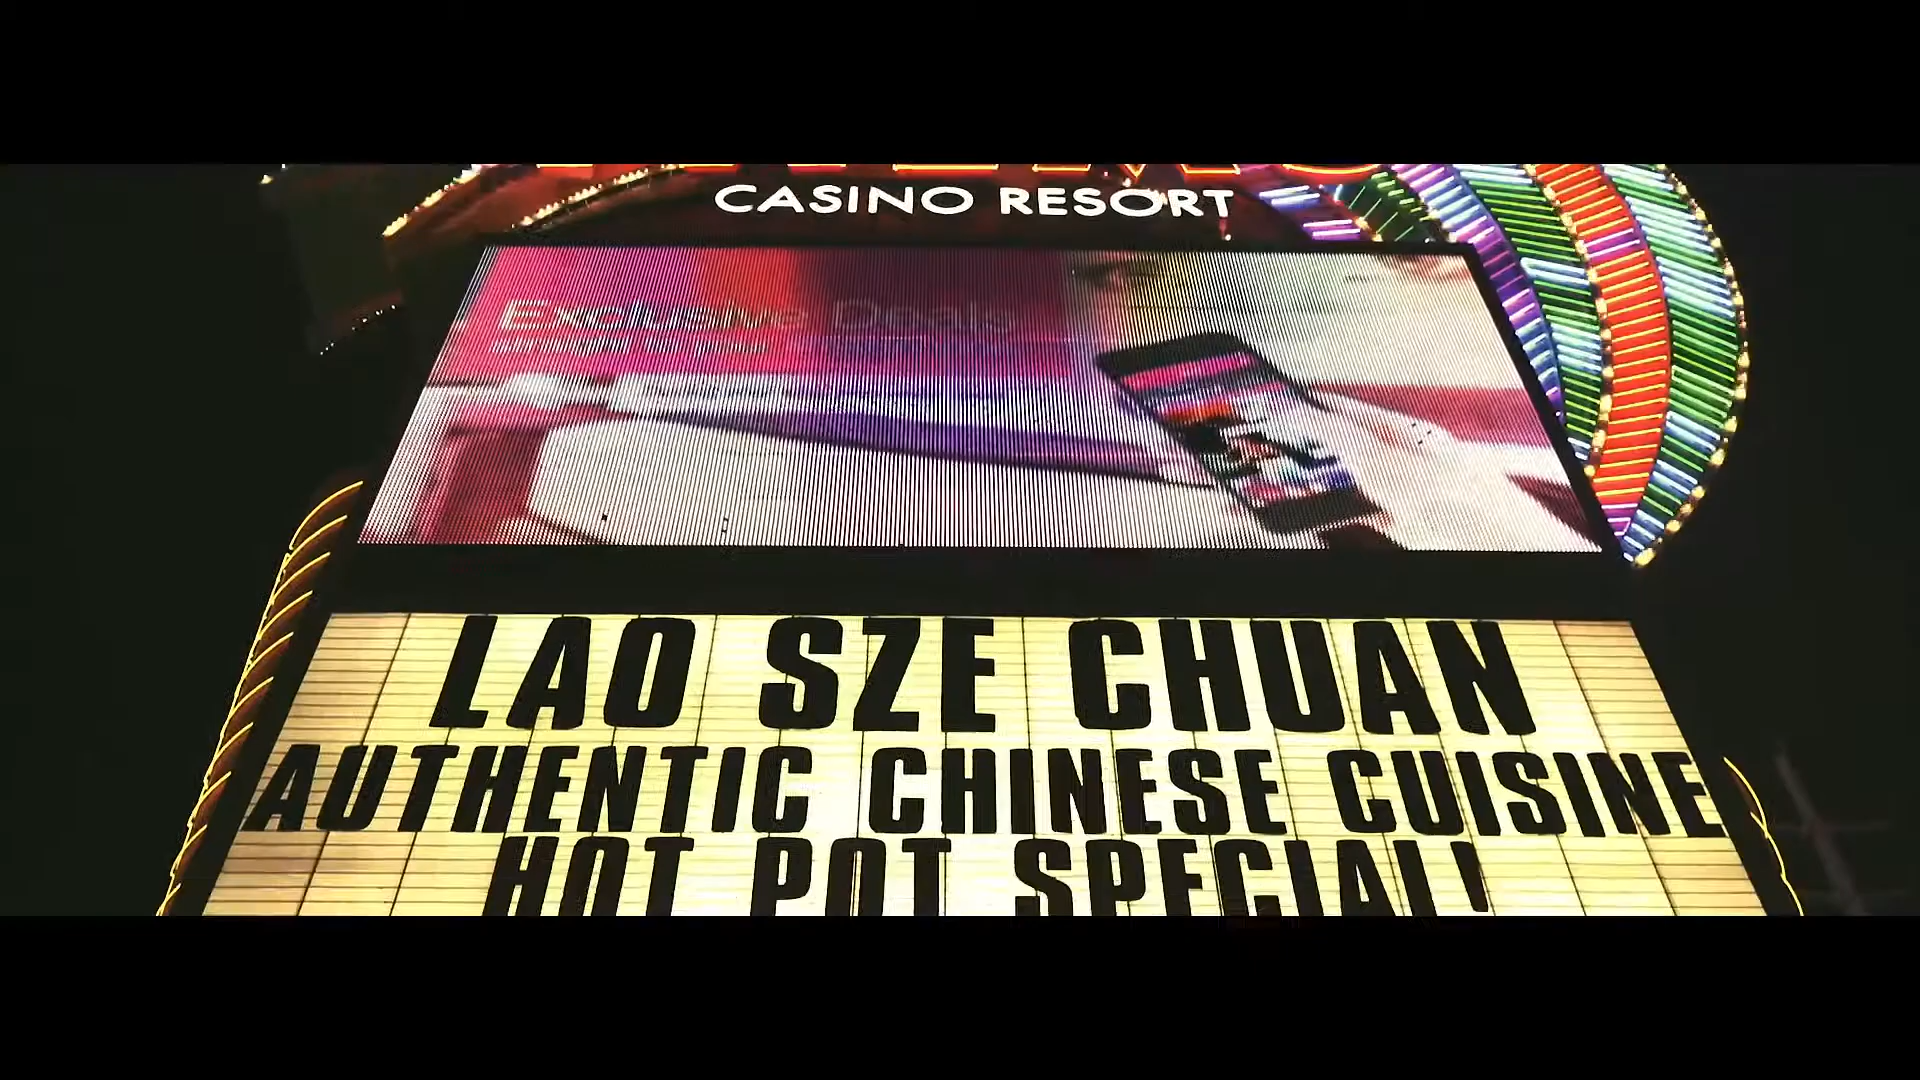 CASINO RESORT
Exclusive Deals
LAO SZE CHUAN
AUTHENTIC CHINESE CUISINE
HOT POT SPECIAL!